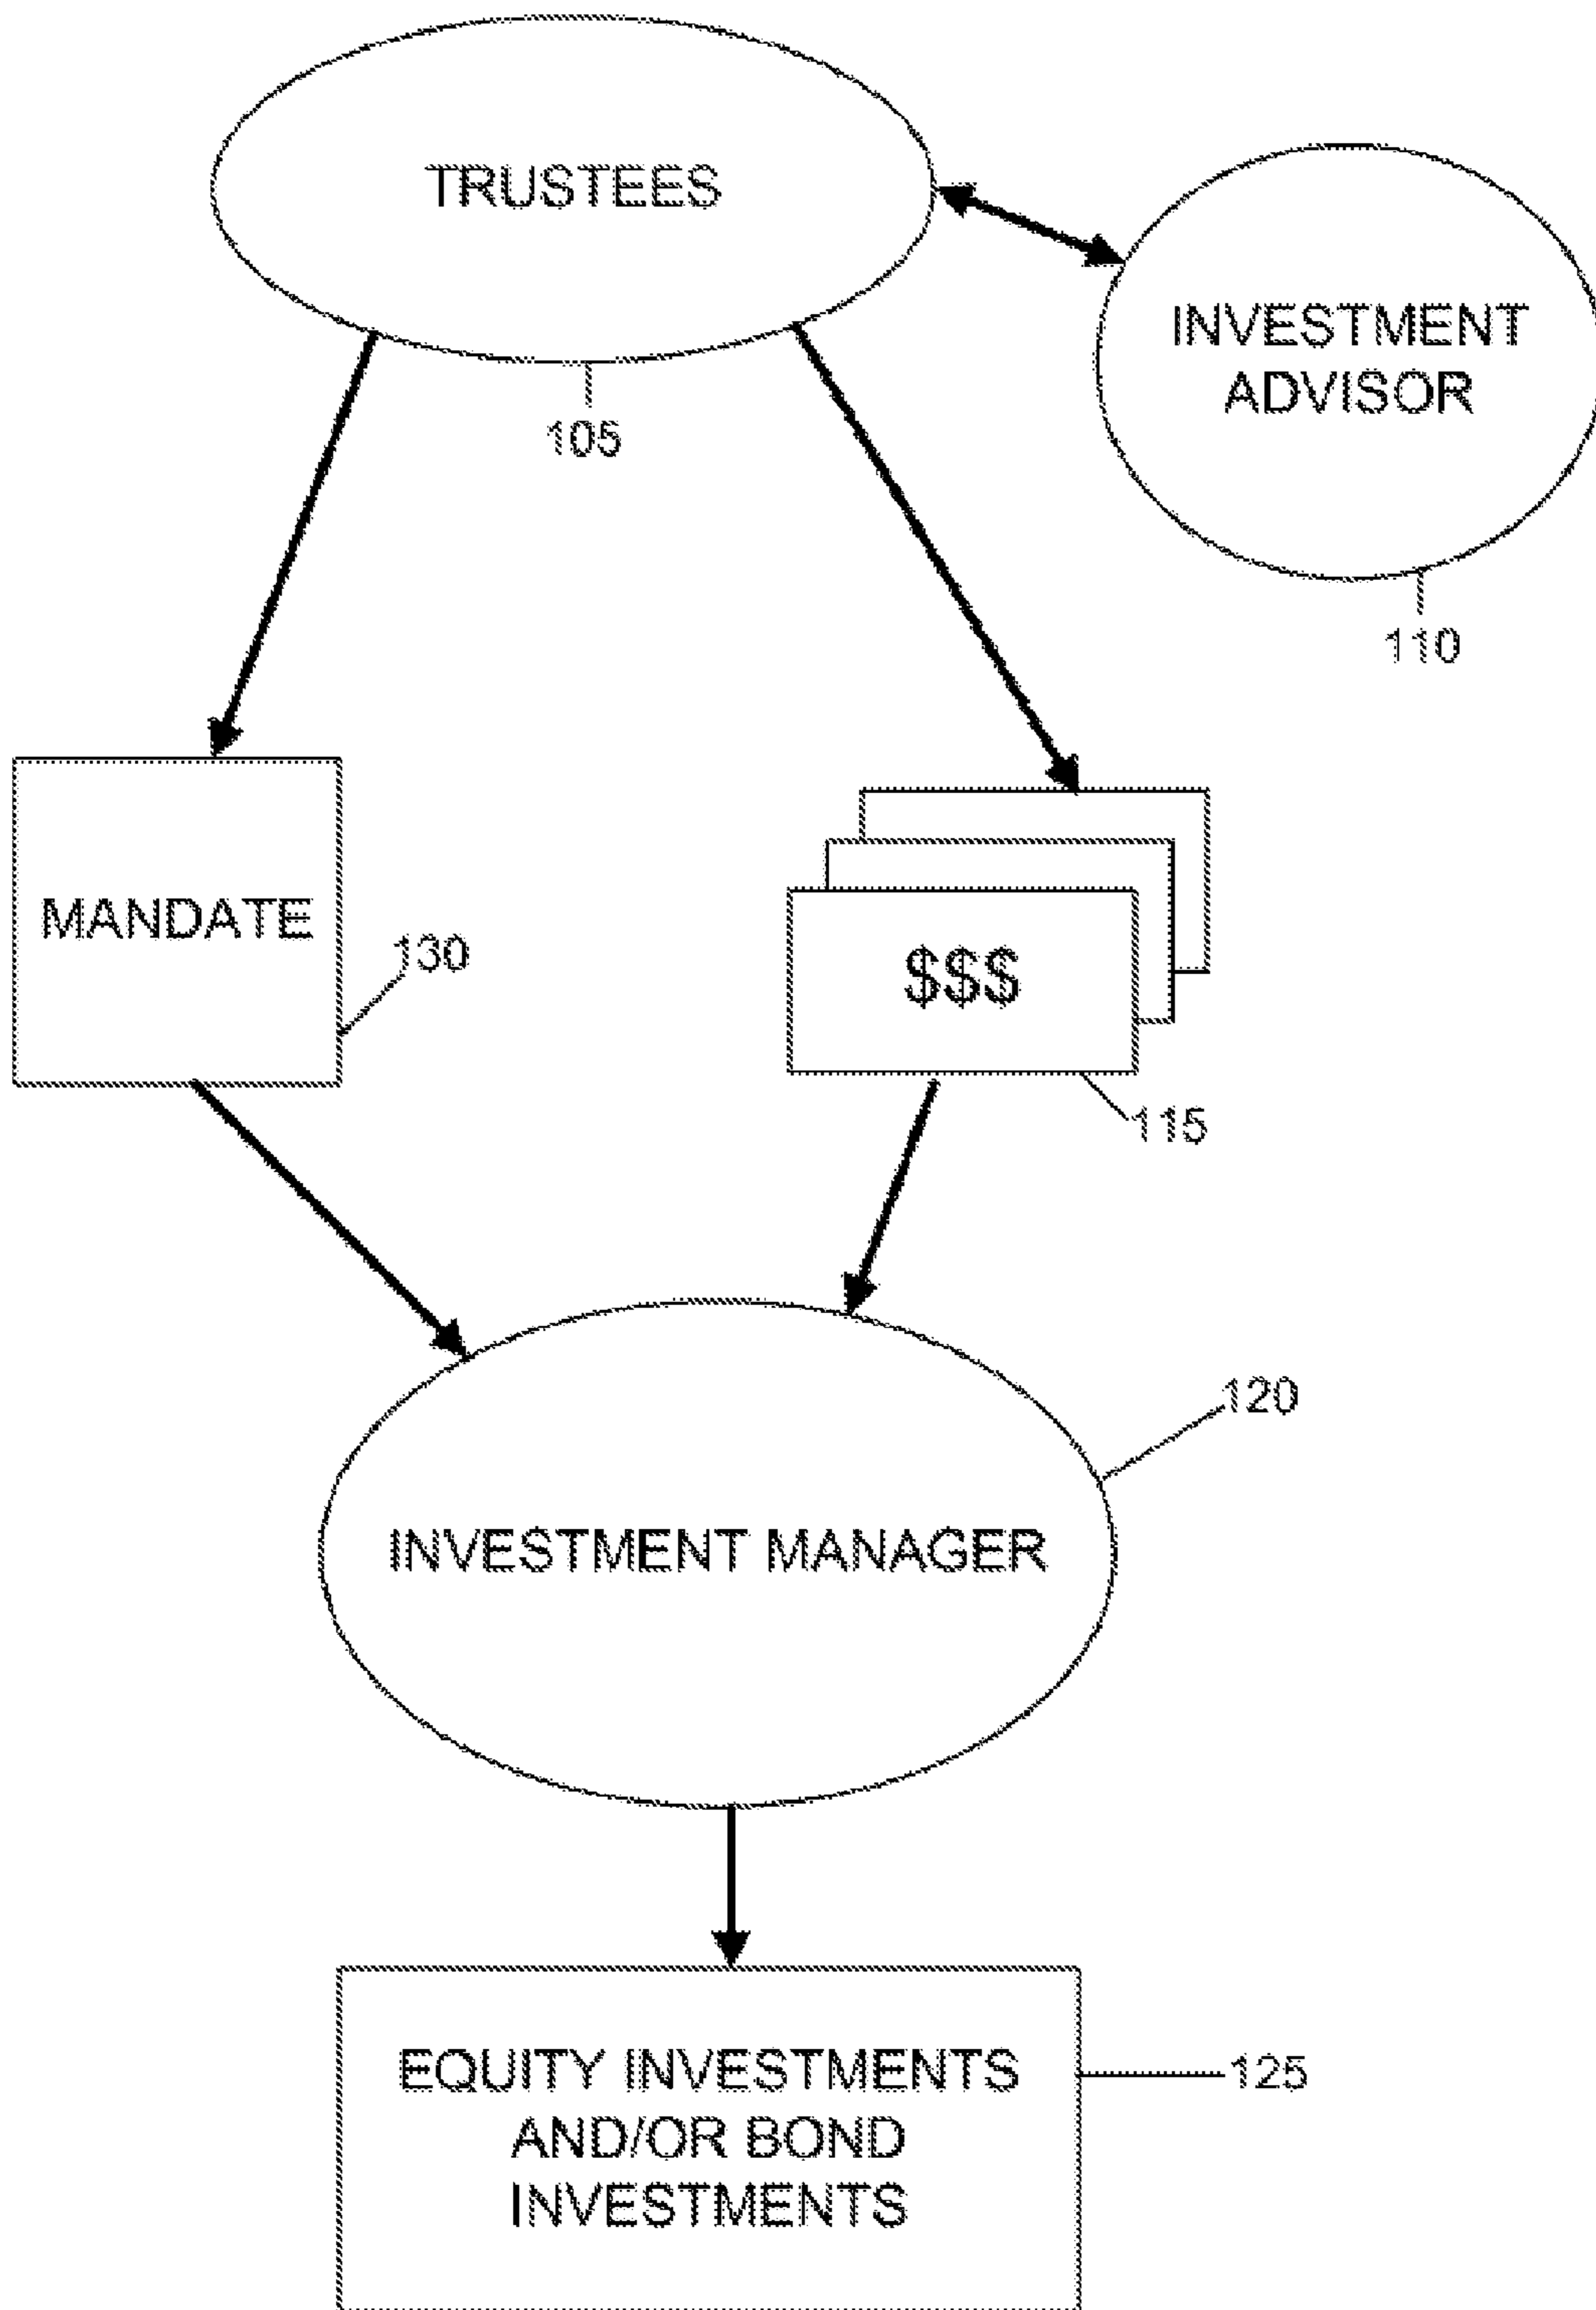 TRUSTEES
105
INVESTMENT
ADVISOR
110
MANDATE
130
$$$
115
INVESTMENT MANAGER
120
EQUITY INVESTMENTS
AND/OR BOND
INVESTMENTS
125